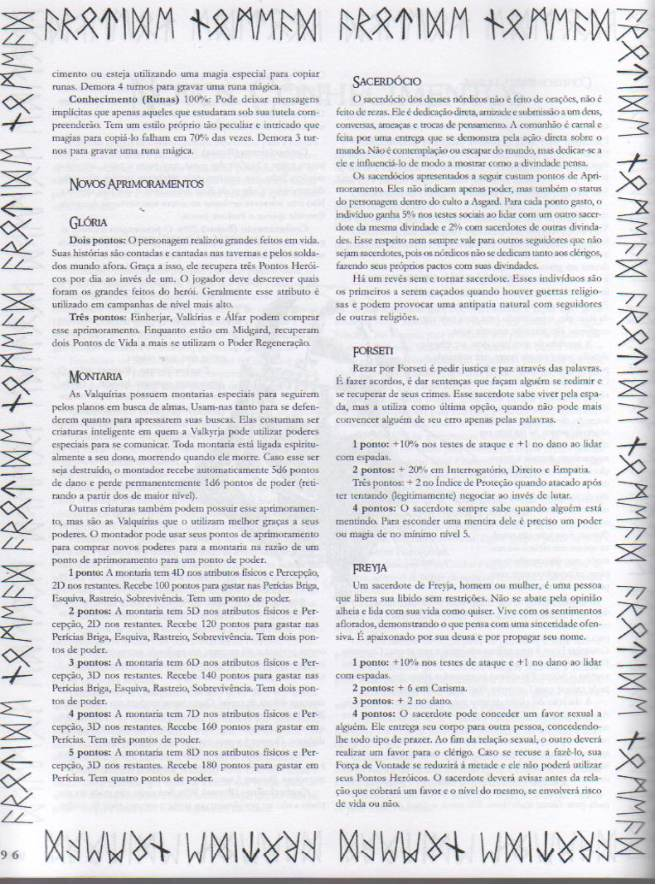 cimento ou esteja utilizando uma magia especial para copiar
runas. Demora 4 turnos para gravar uma runa mágica.
Conhecimento (Runas) 100%: Pode deixar mensagens
implícitas que apenas aqueles que estudaram sob sua tutela com-
preenderão. Tem um estilo próprio tão peculiar e intricado que
magias para copiá-lo falham em 70% das vezes. Demora 3 tur-
nos para gravar uma runa mágica.
NOVOS APRIMORAMENTOS
GLÓRIA
Dois pontos: O personagem realizou grandes feitos em vida.
Suas histórias são contadas e cantadas nas tavernas e pelos solda-
dos mundo afora. Graça a isso, ele recupera três Pontos Herói-
cos por dia ao invés de um. O jogador deve descrever quais
foram os grandes feitos do herói. Geralmente esse atributo é
utilizado em campanhas de nível mais alto.
Três pontos: Einherjar, Valkírias e Álfar podem comprar
esse aprimoramento. Enquanto estão em Midgard, recuperam
dois Pontos de Vida a mais se utilizam o Poder Regeneração.
MONTARIA
As Valquírias possuem montarias especiais para seguirem
pelos planos em busca de almas. Usam-nas tanto para se defen-
derem quanto para apressarem suas buscas. Elas costumam ser
criaturas inteligente em quem a Valkyrja pode utilizar poderes
especiais para se comunicar. Toda montaria está ligada espiritu-
almente a seu dono, morrendo quando ele morre. Caso esse ser
seja destruído, o montador recebe automaticamente 5d6 pontos
de dano e perde permanentemente 1d6 pontos de poder (reti-
rando a partir dos de maior nível).
Outras criaturas também podem possuir esse aprimoramen-
to, mas são as Valquírias que o utilizam melhor graças a seus
poderes. O montador pode usar seus pontos de aprimoramento
para comprar novos poderes para a montaria na razão de um
ponto de aprimoramento para um ponto de poder.
1 ponto: A montaria tem 4D nos atributos físicos e Percepção,
2D nos restantes. Recebe 100 pontos para gastar nas Perícias Briga,
Esquiva, Rastreio, Sobrevivência. Tem um ponto de poder.
2 pontos: A montaria tem 5D nos atributos físicos e Per-
cepção, 2D nos restantes. Recebe 120 pontos para gastar nas
Perícias Briga, Esquiva, Rastreio, Sobrevivência. Tem dois pon-
tos de poder.
3 pontos: A montaria tem 6D nos atributos físicos e Per-
cepção, 3D nos restantes. Recebe 140 pontos para gastar nas
Perícias Briga, Esquiva, Rastreio, Sobrevivência. Tem dois pon-
tos de poder.
4 pontos: A montaria tem 7D nos atributos físicos e Per-
cepção, 3D nos restantes. Recebe 160 pontos para gastar em
Perícias. Tem três pontos de poder.
5 pontos: A montaria tem 8D nos atributos físicos e Per-
cepção, 3D nos restantes. Recebe 180 pontos para gastar em
Perícias. Tem quatro pontos de poder.
SACERDÓCIO
O sacerdócio dos deuses nórdicos não é feito de orações, não é
feito de rezas. Ele é dedicação direta, amizade e submissão a um deus,
conversas, ameaças e trocas de pensamento. A comunhão é carnal e
feita por uma entrega que se demonstra pela ação direta sobre o
mundo. Não é contemplação ou escapar do mundo, mas dedicar-se a
ele e influenciá-lo de modo a mostrar como a divindade pensa.
Os sacerdócios apresentados a seguir custam pontos de Apri-
moramento. Eles não indicam apenas poder, mas também o status
do personagem dentro do culto a Asgard. Para cada ponto gasto, o
indivíduo ganha 5% nos testes sociais ao lidar com um outro sacer-
dote da mesma divindade e 2% com sacerdotes de outras divinda-
des. Esse respeito nem sempre vale para outros seguidores que não
sejam sacerdotes, pois os nórdicos não se dedicam tanto aos clérigos,
fazendo seus próprios pactos com suas divindades.
Há um revés sem e tornar sacerdote. Esses indivíduos são
os primeiros a serem caçados quando houver guerras religio-
sas e podem provocar uma antipatia natural com seguidores
de outras religiões.
FORSETI
Rezar por Forseti é pedir justiça e paz através das palavras.
É fazer acordos, é dar sentenças que façam alguém se redimir e
se recuperar de seus crimes. Esse sacerdote sabe viver pela espa-
da, mas a utiliza como última opção, quando não pode mais
convencer alguém de seu erro apenas pelas palavras.
1 ponto: +10% nos testes de ataque e +1 no dano ao lidar
com espadas.
2 pontos: + 20% em Interrogatório, Direito e Empatia.
Três pontos: + 2 no Índice de Proteção quando atacado após
ter tentando (legitimamente) negociar ao invés de lutar.
4 pontos: O sacerdote sempre sabe quando alguém está
mentindo. Para esconder uma mentira dele é preciso um poder
ou magia de no mínimo nível 5.
FREYJA
Um sacerdote de Freyja, homem ou mulher, é uma pessoa
que libera sua libido sem restrições. Não se abate pela opinião
alheia e lida com sua vida como quiser. Vive com os sentimentos
aflorados, demonstrando o que pensa com uma sinceridade ofen-
siva. É apaixonado por sua deusa e por propagar seu nome.
1 ponto: +10% nos testes de ataque e +1 no dano ao lidar
com espadas.
2 pontos: + 6 em Carisma.
3 pontos: + 2 no dano.
4 pontos: O sacerdote pode conceder um favor sexual a
alguém. Ele entrega seu corpo para outra pessoa, concedendo-
lhe todo tipo de prazer. Ao fim da relação sexual, o outro deverá
realizar um favor para o clérigo. Caso se recuse a fazê-lo, sua
Força de Vontade se reduzirá á metade e ele não poderá utilizar
seus Pontos Heróicos. O sacerdote deverá avisar antes da rela-
ção que cobrará um favor e o nível do mesmo, se envolverá risco
de vida ou não.
96